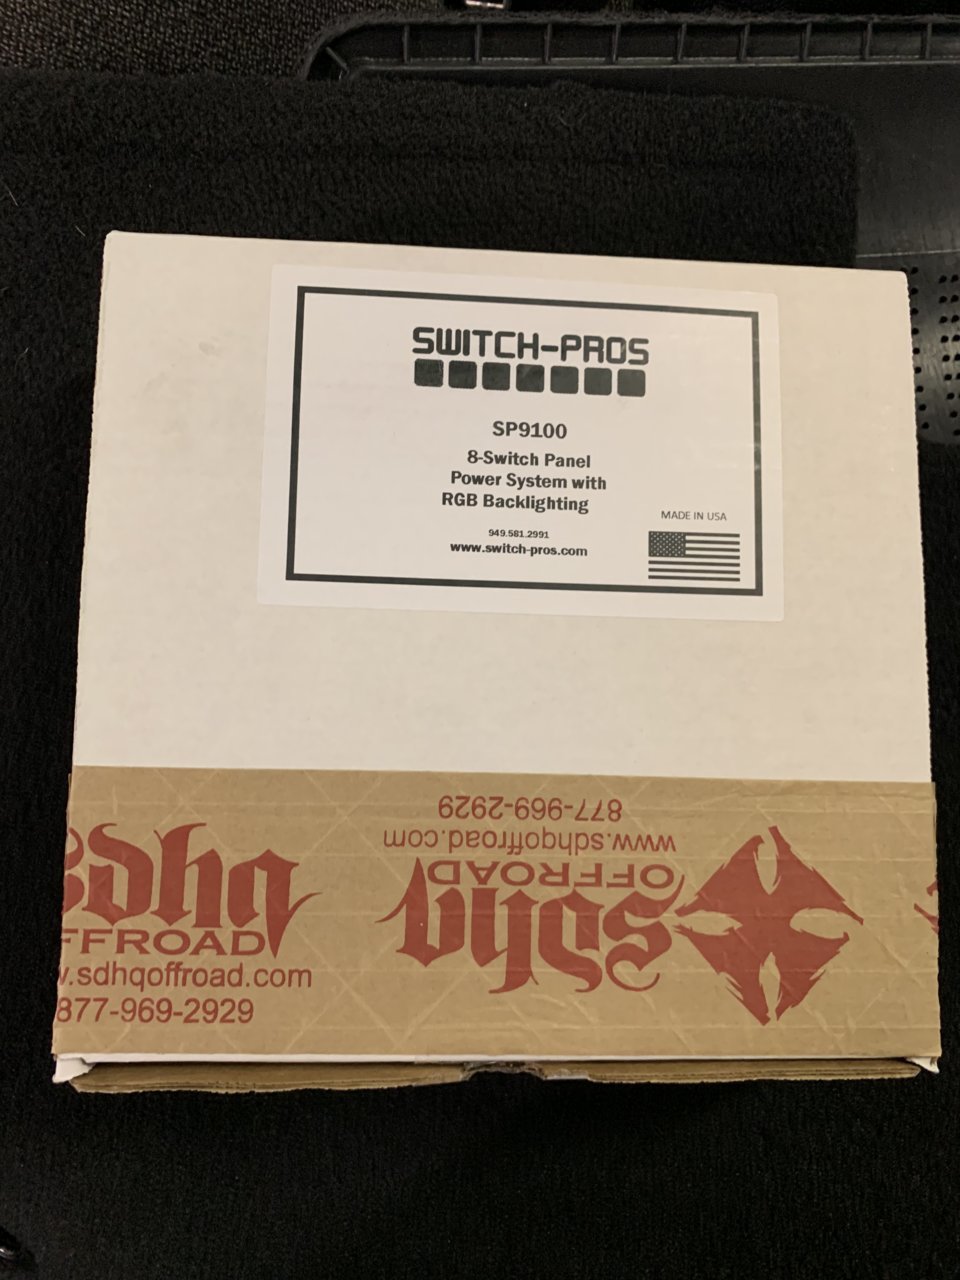 SWITCH-PROS
SP9100
8-Switch Panel
Power System with
RGB Backlighting
949.581.2991
www.switch-pros.com
MADE IN USA
sdhq
FFROAD
.sdhqoffroad.com
877-969-2929
sdhq
OFFROAD
www.sdhqoffroad.com
877-969-2929